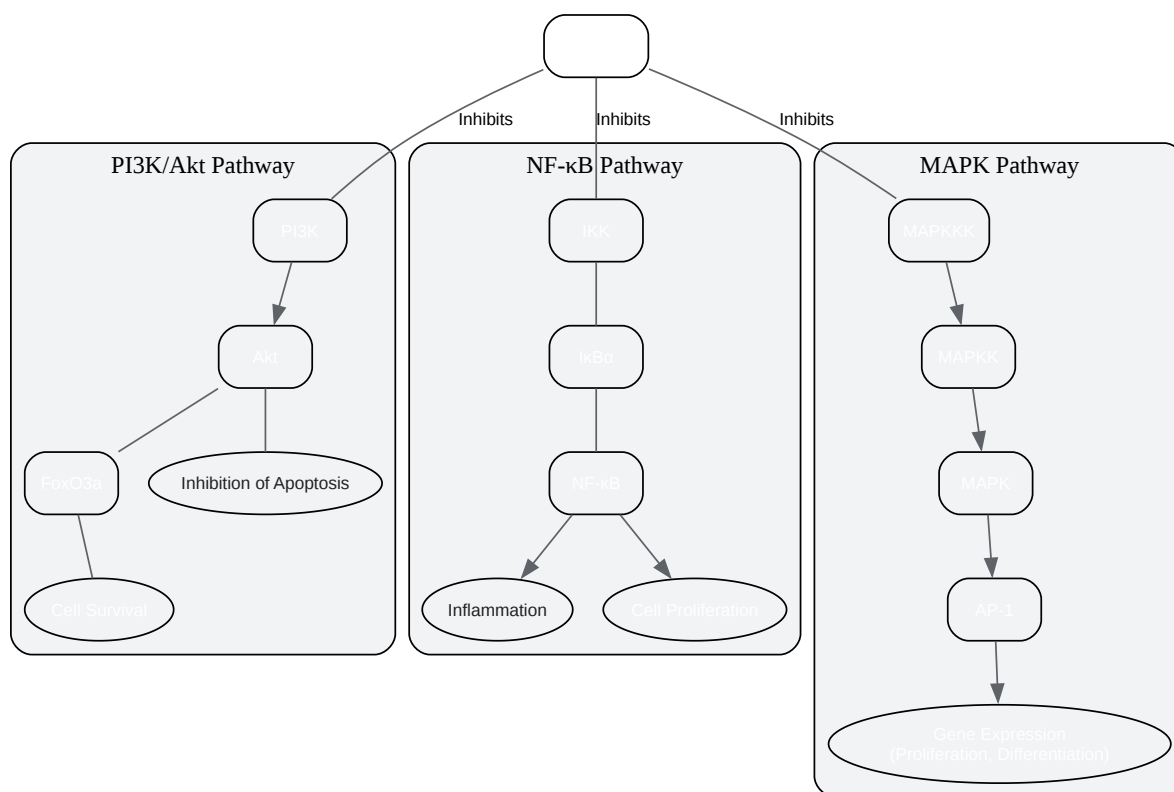 Inhibits
Inhibits
Inhibits
PI3K/Akt Pathway
NF-κB Pathway
MAPK Pathway
PI3K
IKK
MAPKKK
Akt
IκBα
MAPKK
FoxO3a
Inhibition of Apoptosis
NF-κB
MAPK
Cell Survival
Inflammation
Cell Proliferation
AP-1
Gene Expression
(Proliferation, Differentiation)